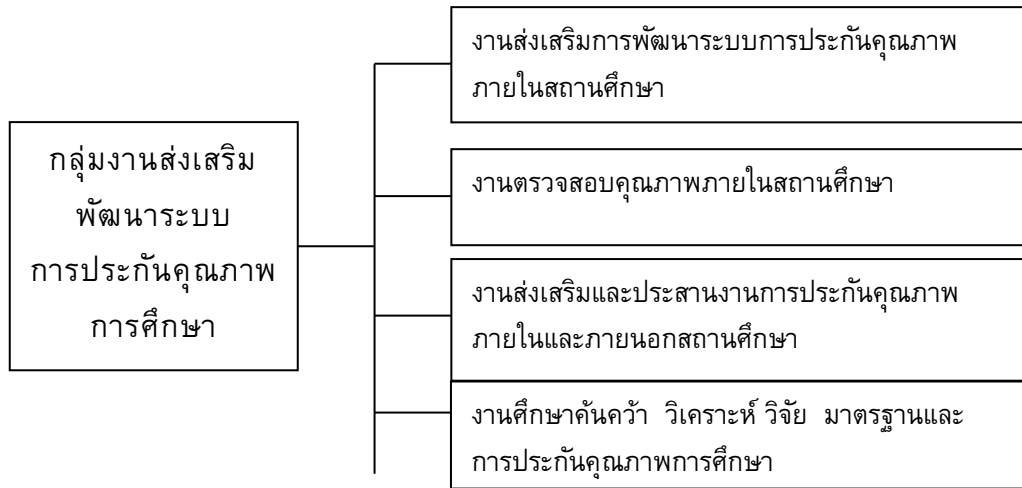 กลุ่มงานส่งเสริม
พัฒนาระบบ
การประกันคุณภาพ
การศึกษา
งานส่งเสริมการพัฒนาระบบการประกันคุณภาพ
ภายในสถานศึกษา
งานตรวจสอบคุณภาพภายในสถานศึกษา
งานส่งเสริมและประสานงานการประกันคุณภาพ
ภายในและภายนอกสถานศึกษา
งานศึกษาค้นคว้า วิเคราะห์ วิจัย มาตรฐานและ
การประกันคุณภาพการศึกษา